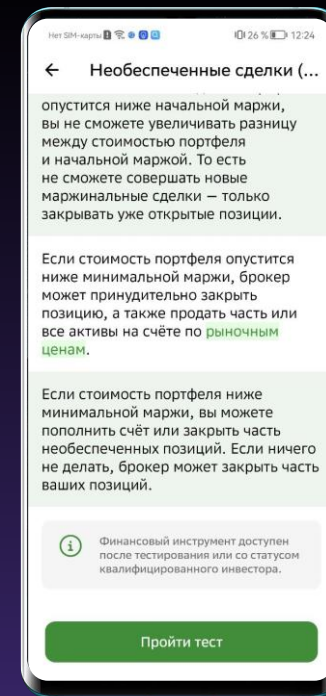 Нет SIM-карты 26 % 12:24
← Необеспеченные сделки (...
опустится ниже начальной маржи,
вы не сможете увеличивать разницу
между стоимостью портфеля
и начальной маржой. То есть
не сможете совершать новые
маржинальные сделки — только
закрывать уже открытые позиции.
Если стоимость портфеля опустится
ниже минимальной маржи, брокер
может принудительно закрыть
позицию, а также продать часть или
все активы на счёте по рыночным
ценам.
Если стоимость портфеля ниже
минимальной маржи, вы можете
пополнить счёт или закрыть часть
необеспеченных позиций. Если ничего
не делать, брокер может закрыть часть
ваших позиций.
Финансовый инструмент доступен
после тестирования или со статусом
квалифицированного инвестора.
Пройти тест